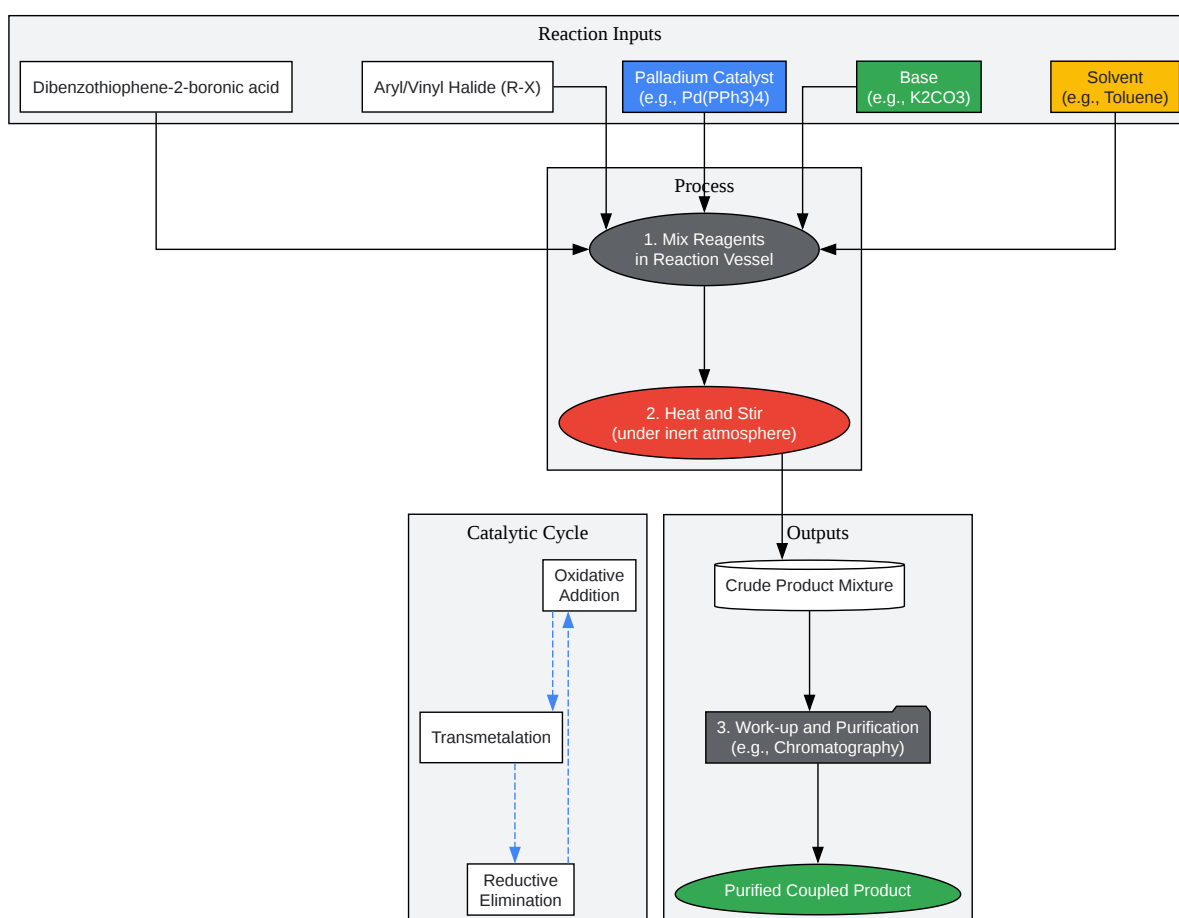 Reaction Inputs
Dibenzothiophene-2-boronic acid
Aryl/Vinyl Halide (R-X)
Palladium Catalyst
(e.g., Pd(PPh3)4)
Base
(e.g., K2CO3)
Solvent
(e.g., Toluene)
Process
1. Mix Reagents
in Reaction Vessel
2. Heat and Stir
(under inert atmosphere)
Catalytic Cycle
Oxidative
Addition
Transmetalation
Reductive
Elimination
Outputs
Crude Product Mixture
3. Work-up and Purification
(e.g., Chromatography)
Purified Coupled Product